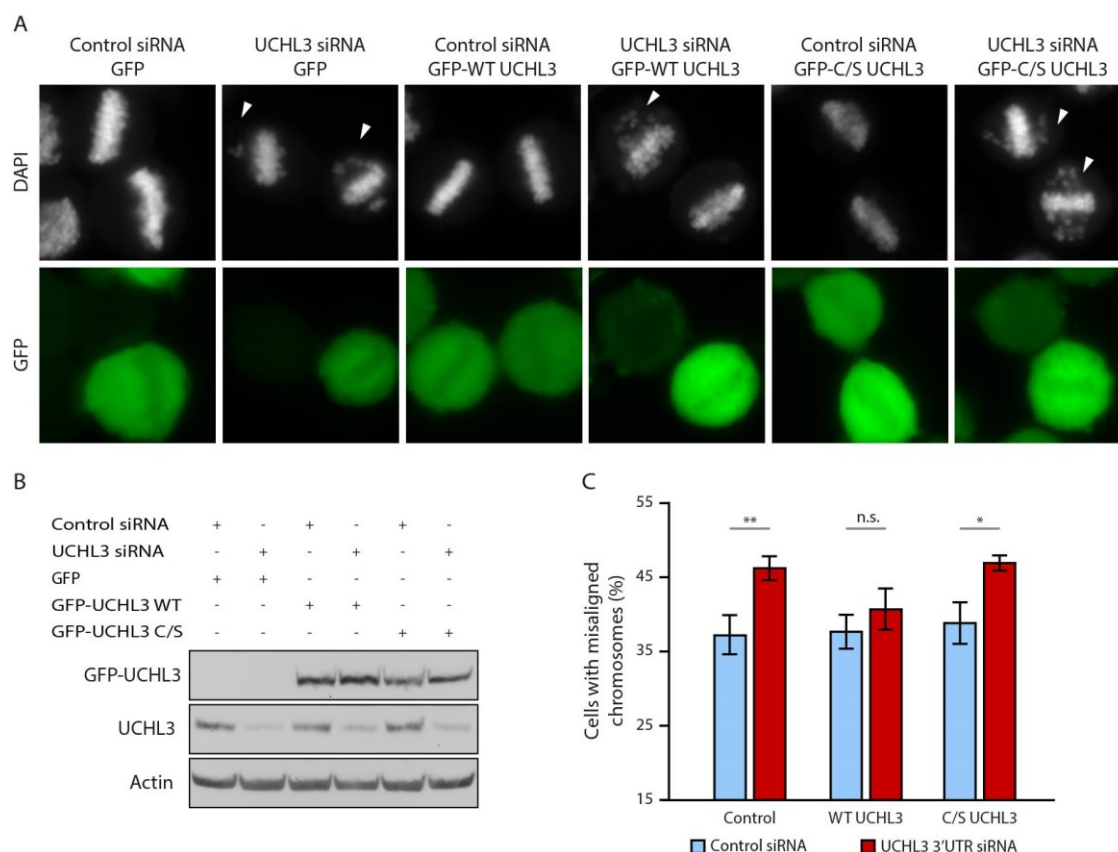 A
Control siRNA
GFP
UCHL3 siRNA
GFP
Control siRNA
GFP-WT UCHL3
UCHL3 siRNA
GFP-WT UCHL3
Control siRNA
GFP-C/S UCHL3
UCHL3 siRNA
GFP-C/S UCHL3
DAPI
GFP
B
Control siRNA + - + - + -
UCHL3 siRNA - + - + - +
GFP + + - - - -
GFP-UCHL3 WT - - + + - -
GFP-UCHL3 C/S - - - - + +
GFP-UCHL3
UCHL3
Actin
C
Cells with misaligned
chromosomes (%)
55
45
35
25
15
**
n.s.
*
Control
WT UCHL3
C/S UCHL3
Control siRNA
UCHL3 3'UTR siRNA